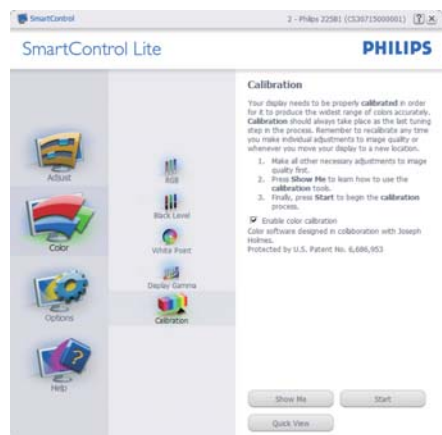 SmartControl
2 - Philips 225B1 (CS30715000001)
SmartControl Lite
PHILIPS
Adjust
Color
Options
Help
RGB
Black Level
White Point
Display Gamma
Calibration
Calibration
Your display needs to be properly calibrated in order
for it to produce the widest range of colors accurately.
Calibration should always take place as the last tuning
step in the process. Remember to recalibrate any time
you make individual adjustments to image quality or
whenever you move your display to a new location.
1. Make all other necessary adjustments to image
quality first.
2. Press Show Me to learn how to use the
calibration tools.
3. Finally, press Start to begin the calibration
process.
Enable color calibration
Color software designed in collaboration with Joseph
Holmes.
Protected by U.S. Patent No. 6,686,953
Show Me
Start
Quick View